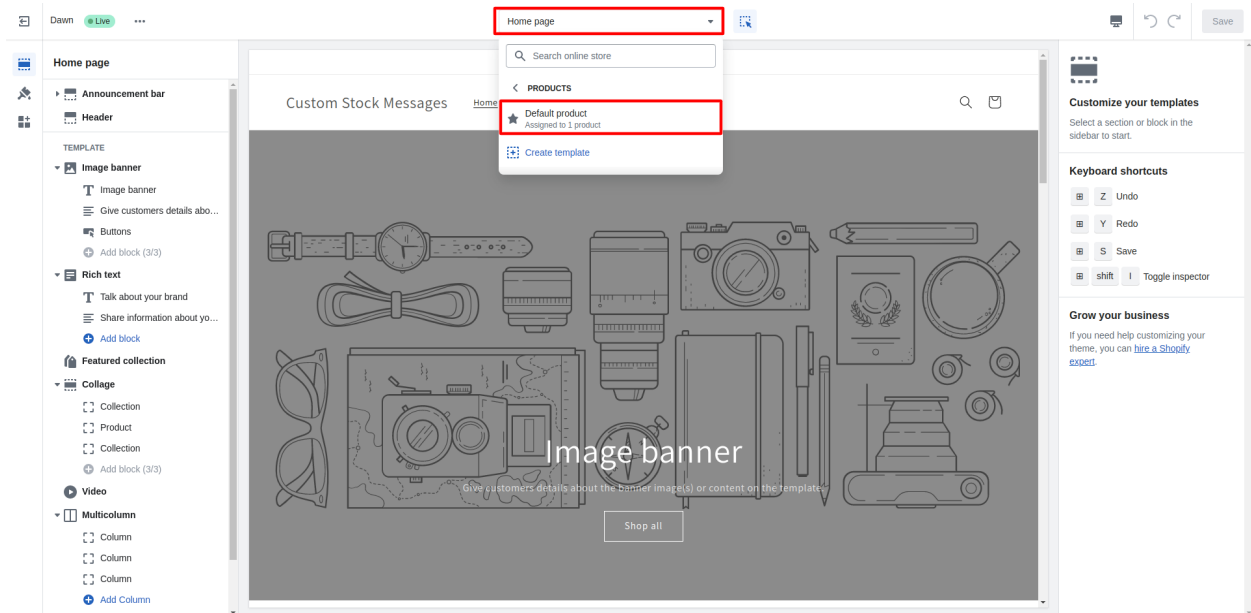 Dawn
Live
Home page
Save
Search online store
PRODUCTS
Default product
Assigned to 1 product
Create template
Home page
Announcement bar
Header
TEMPLATE
Image banner
Image banner
Give customers details abo...
Buttons
Add block (3/3)
Rich text
Talk about your brand
Share information about yo...
Add block
Featured collection
Collage
Collection
Product
Collection
Add block (3/3)
Video
Multicolumn
Column
Column
Column
Add Column
Custom Stock Messages
Home
Image banner
Give customers details about the banner image(s) or content on the template.
Shop all
Customize your templates
Select a section or block in the
sidebar to start.
Keyboard shortcuts
Z Undo
Y Redo
S Save
shift I Toggle inspector
Grow your business
If you need help customizing your
theme, you can hire a Shopify
expert.